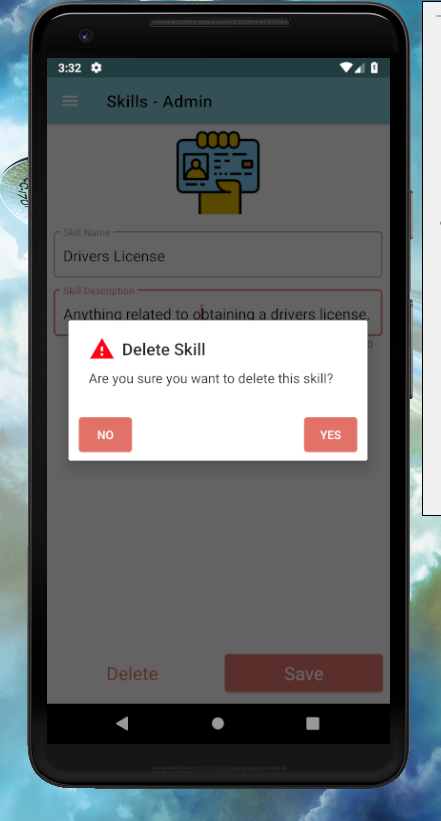 3:32
Skills - Admin
Skill Name
Drivers License
Skill Description
Anything related to obtaining a drivers license,
0
Delete Skill
Are you sure you want to delete this skill?
NO
YES
Delete
Save